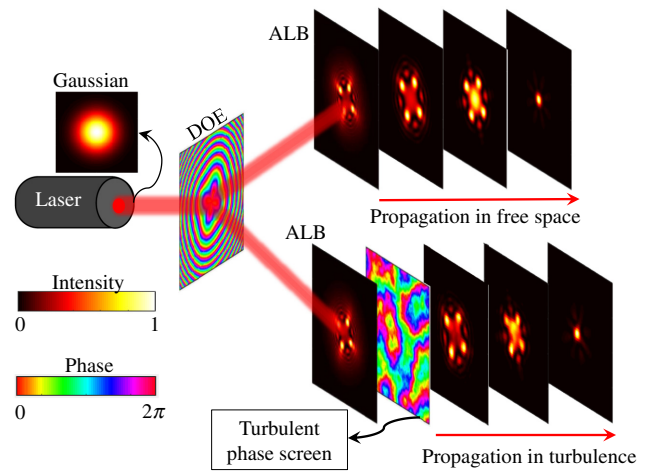 ALB
Gaussian
DOE
Laser
Propagation in free space
ALB
Intensity
0 1
Phase
0 2π
Turbulent
phase screen
Propagation in turbulence